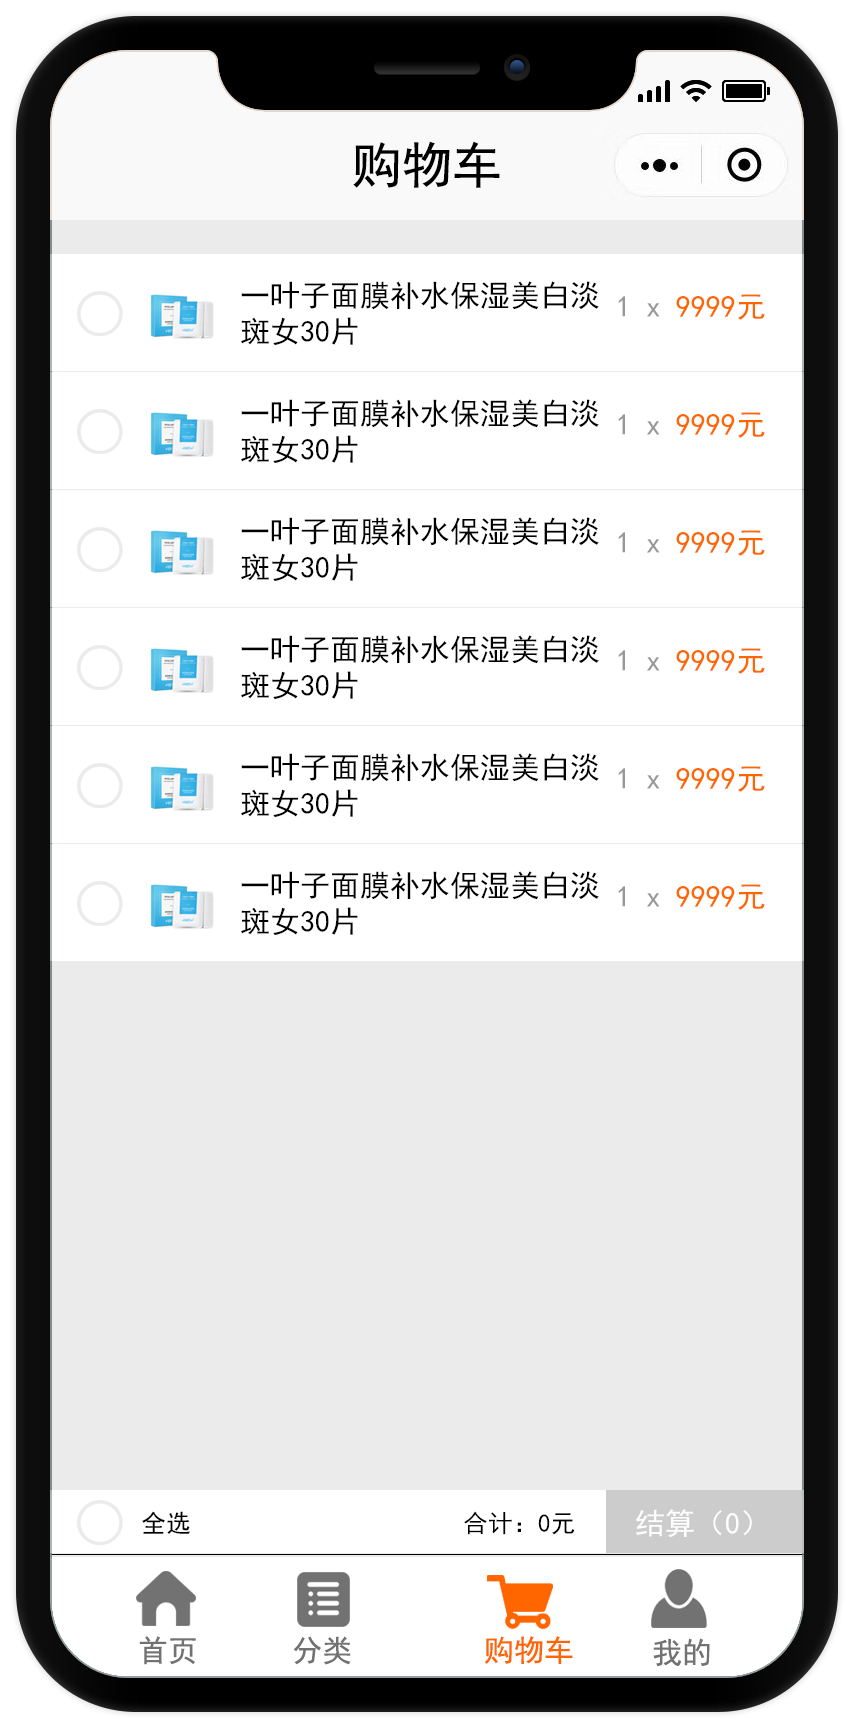 购物车
一叶子面膜补水保湿美白淡 1 x 9999元
斑女30片
一叶子面膜补水保湿美白淡 1 x 9999元
斑女30片
一叶子面膜补水保湿美白淡 1 x 9999元
斑女30片
一叶子面膜补水保湿美白淡 1 x 9999元
斑女30片
一叶子面膜补水保湿美白淡 1 x 9999元
斑女30片
一叶子面膜补水保湿美白淡 1 x 9999元
斑女30片
全选 合计：0元 结算（0）
首页 分类 购物车 我的